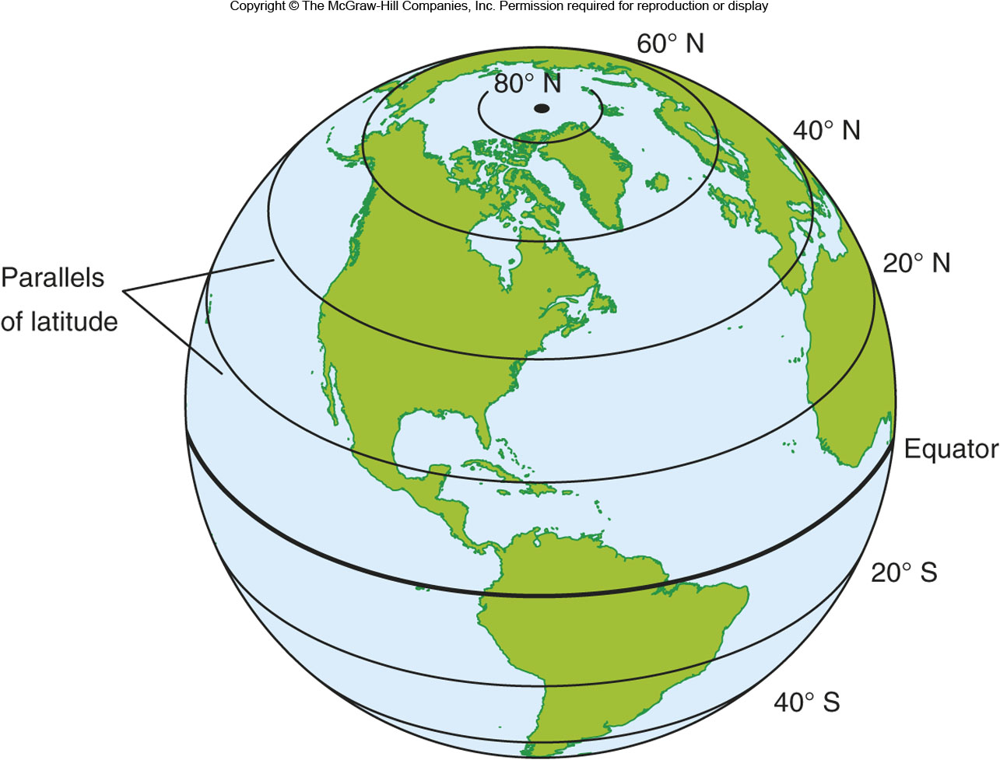 Copyright © The McGraw-Hill Companies, Inc. Permission required for reproduction or display
60° N
80° N
40° N
20° N
Parallels
of latitude
Equator
20° S
40° S